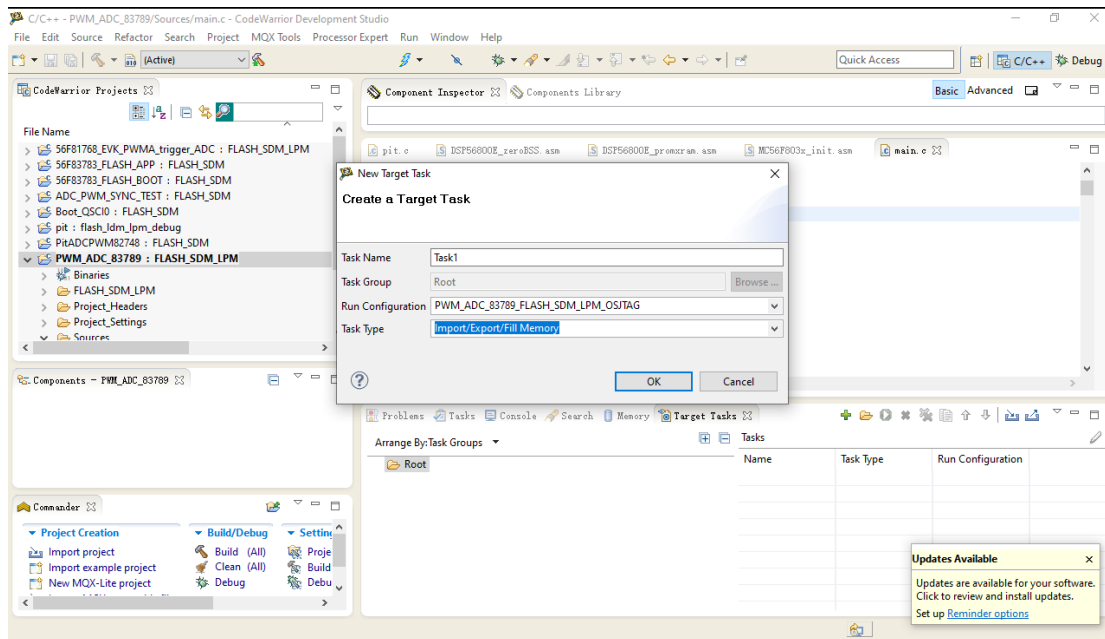 C/C++ - PWM_ADC_83789/Sources/main.c - CodeWarrior Development Studio
File Edit Source Refactor Search Project MQX Tools Processor Expert Run Window Help
(Active)
Quick Access
C/C++
Debug
CodeWarrior Projects
File Name
56F81768_EVK_PWMA_trigger_ADC : FLASH_SDM_LPM
56F83783_FLASH_APP : FLASH_SDM
56F83783_FLASH_BOOT : FLASH_SDM
ADC_PWM_SYNC_TEST : FLASH_SDM
Boot_QSCI0 : FLASH_SDM
pit : flash_ldm_lpm_debug
PitADCPWM82748 : FLASH_SDM
PWM_ADC_83789 : FLASH_SDM_LPM
Binaries
FLASH_SDM_LPM
Project_Headers
Project_Settings
Sources
Component Inspector
Components Library
Basic Advanced
pit.c
DSP56800E_zeroBSS.asm
DSP56800E_promxram.asm
MC56F803x_init.asm
main.c
New Target Task
Create a Target Task
Task Name
Task1
Task Group
Root
Browse ...
Run Configuration
PWM_ADC_83789_FLASH_SDM_LPM_OSJTAG
Task Type
Import/Export/Fill Memory
OK
Cancel
Components - PWM_ADC_83789
Problems
Tasks
Console
Search
Memory
Target Tasks
Arrange By:Task Groups
Root
Tasks
Name
Task Type
Run Configuration
Commander
Project Creation
Import project
Import example project
New MQX-Lite project
Build/Debug
Build (All)
Clean (All)
Debug
Setting
Proje
Build
Debu
Updates Available
Updates are available for your software.
Click to review and install updates.
Set up Reminder options